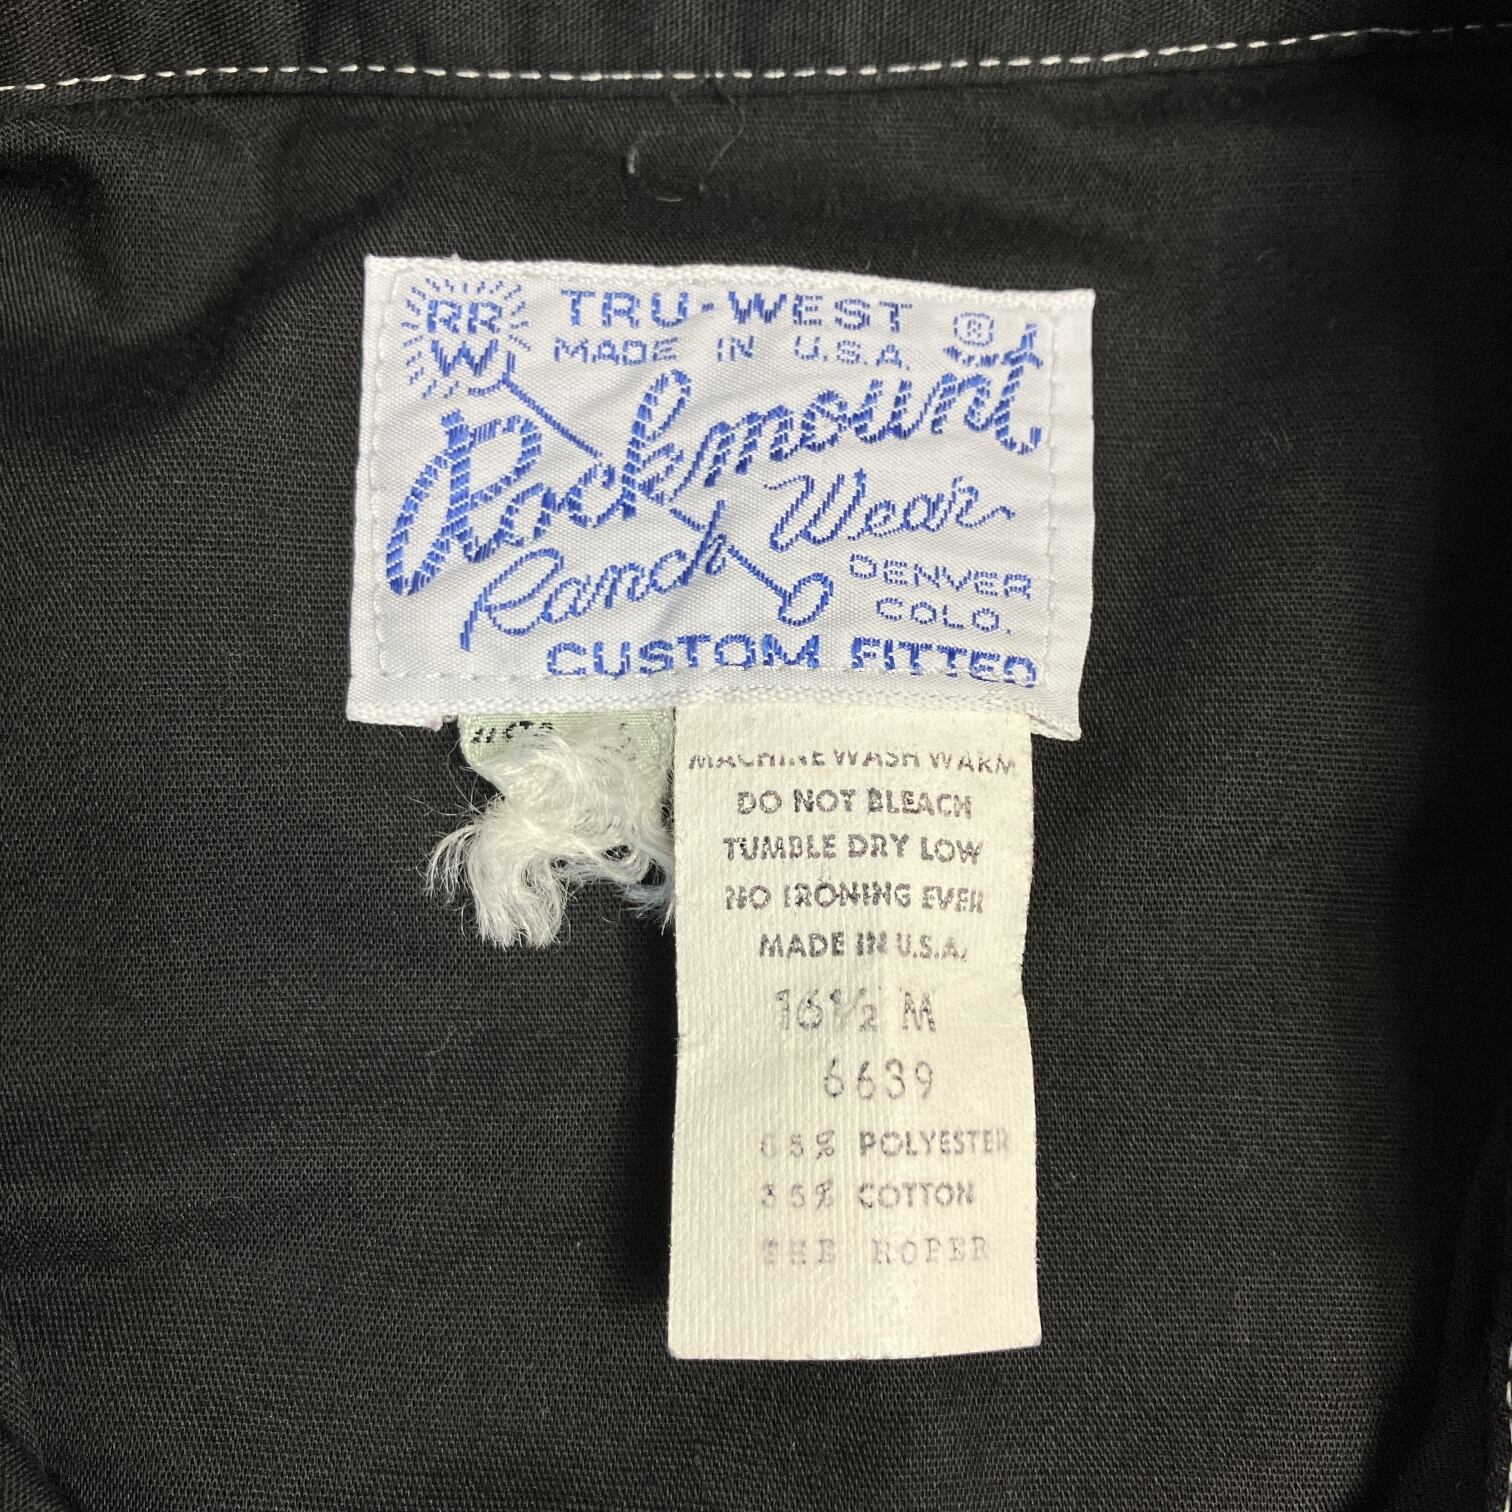 RR
W
TRU-WEST ®
MADE IN U.S.A.
Rockmount
Ranch Wear
DENVER
COLO.
CUSTOM FITTED
MACHINE WASH WARM
DO NOT BLEACH
TUMBLE DRY LOW
NO IRONING EVER
MADE IN U.S.A.
16½ M
6639
65% POLYESTER
35% COTTON
THE ROPER